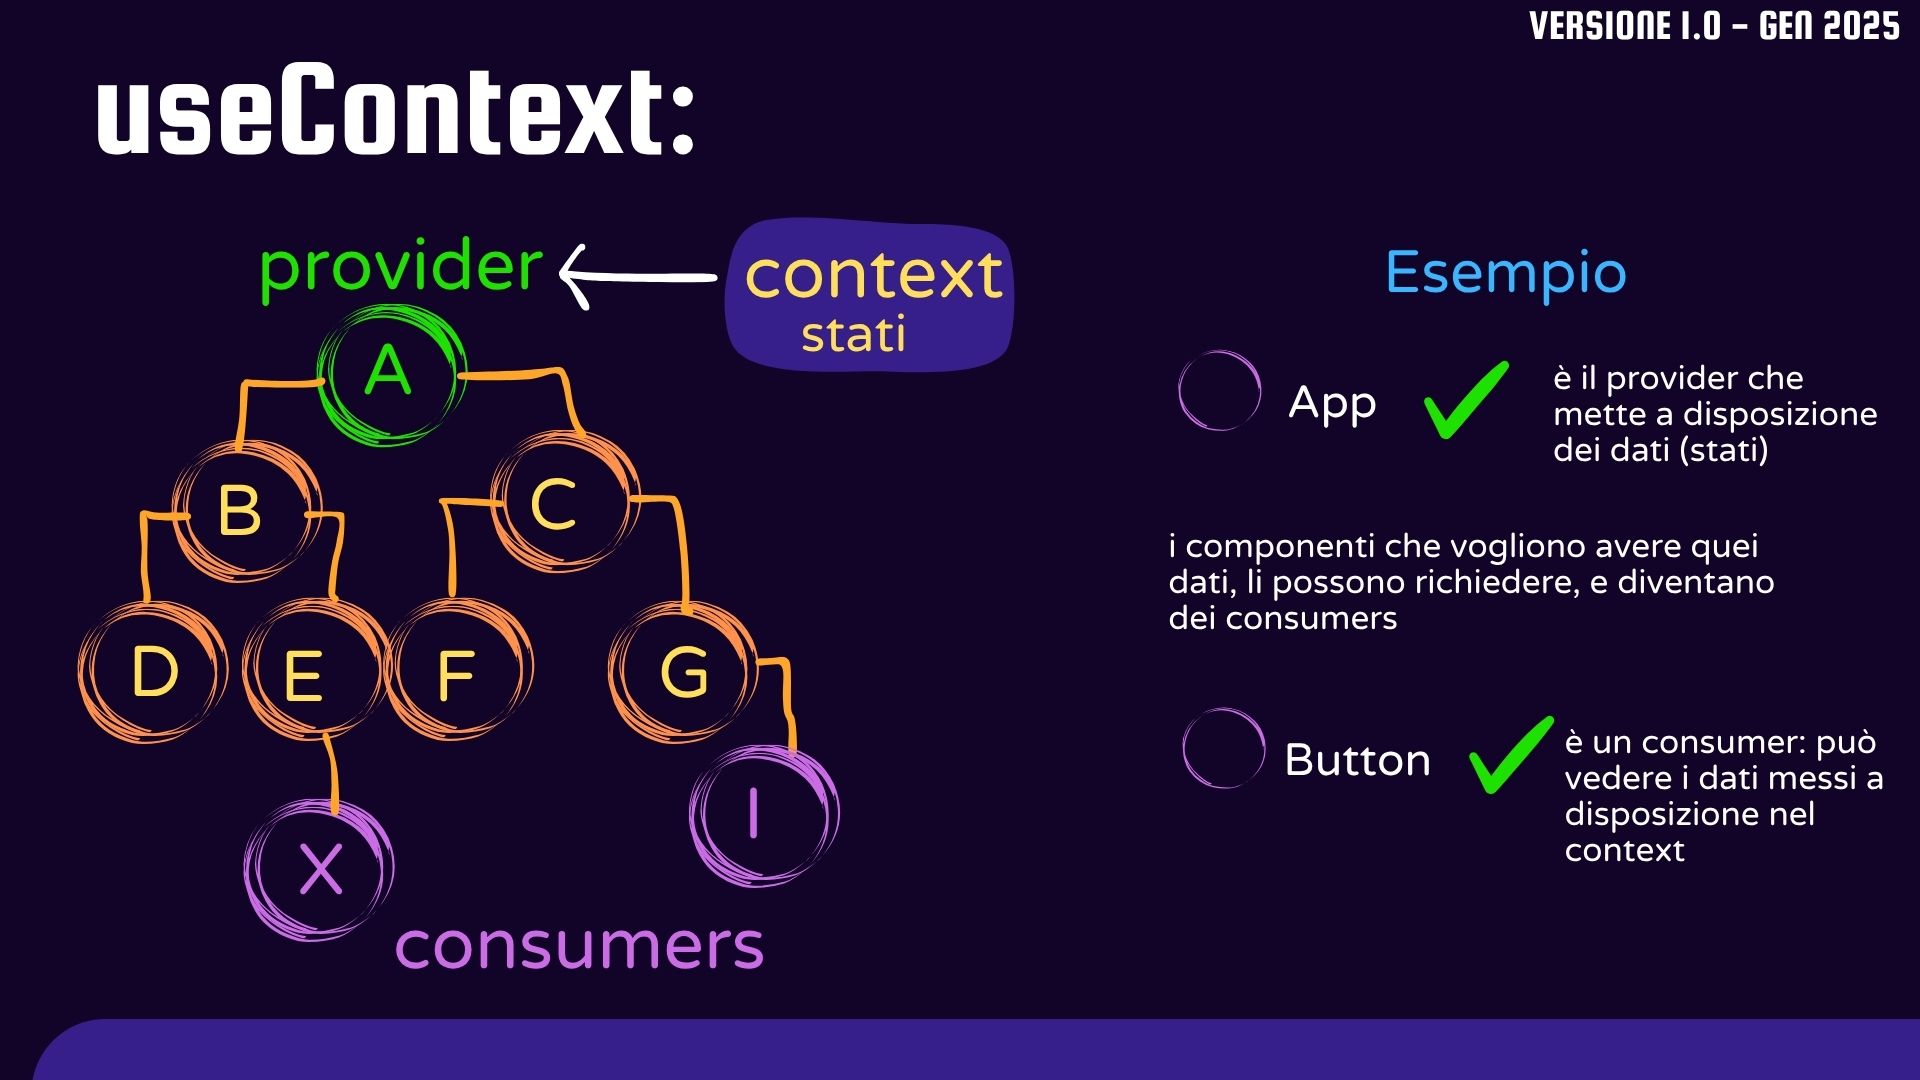 VERSIONE 1.0 - GEN 2025
useContext:
provider
context
stati
A
B
C
D
E
F
G
I
X
consumers
Esempio
App
è il provider che
mette a disposizione
dei dati (stati)
i componenti che vogliono avere quei
dati, li possono richiedere, e diventano
dei consumers
Button
è un consumer: può
vedere i dati messi a
disposizione nel
context